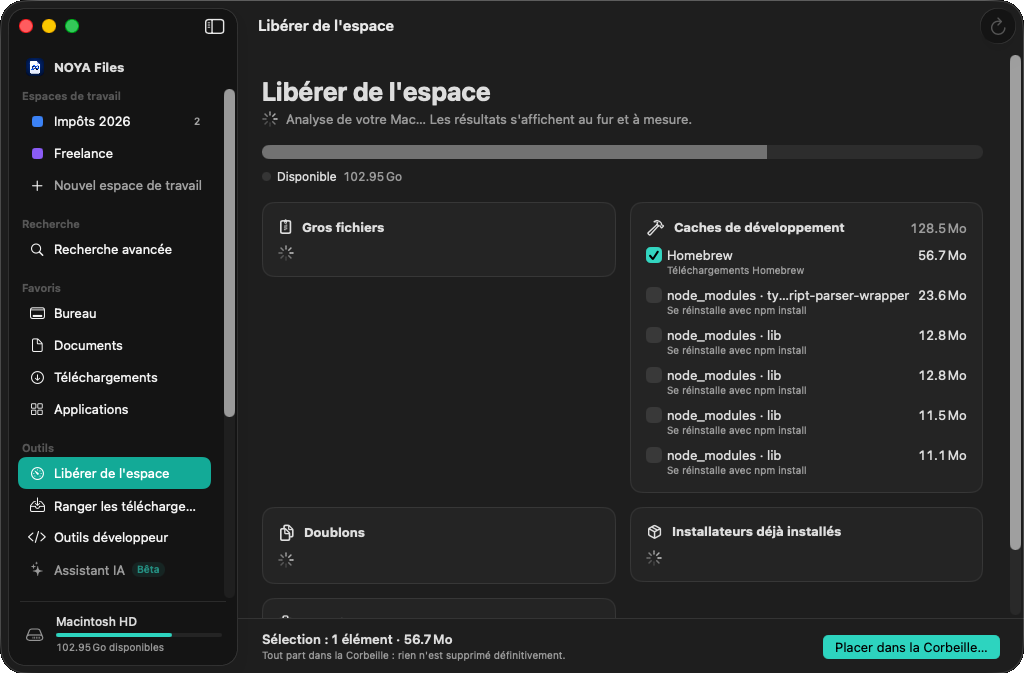 Libérer de l'espace
NOYA Files
Espaces de travail
Impôts 2026 2
Freelance
Nouvel espace de travail
Recherche
Recherche avancée
Favoris
Bureau
Documents
Téléchargements
Applications
Outils
Libérer de l'espace
Ranger les télécharge...
Outils développeur
Assistant IA Bêta
Macintosh HD
102.95 Go disponibles
Libérer de l'espace
Analyse de votre Mac... Les résultats s'affichent au fur et à mesure.
Disponible 102.95 Go
Gros fichiers
Caches de développement 128.5 Mo
Homebrew 56.7 Mo
Téléchargements Homebrew
node_modules · ty...ript-parser-wrapper 23.6 Mo
Se réinstalle avec npm install
node_modules · lib 12.8 Mo
Se réinstalle avec npm install
node_modules · lib 12.8 Mo
Se réinstalle avec npm install
node_modules · lib 11.5 Mo
Se réinstalle avec npm install
node_modules · lib 11.1 Mo
Se réinstalle avec npm install
Doublons
Installateurs déjà installés
Sélection : 1 élément · 56.7 Mo
Tout part dans la Corbeille : rien n'est supprimé définitivement.
Placer dans la Corbeille...